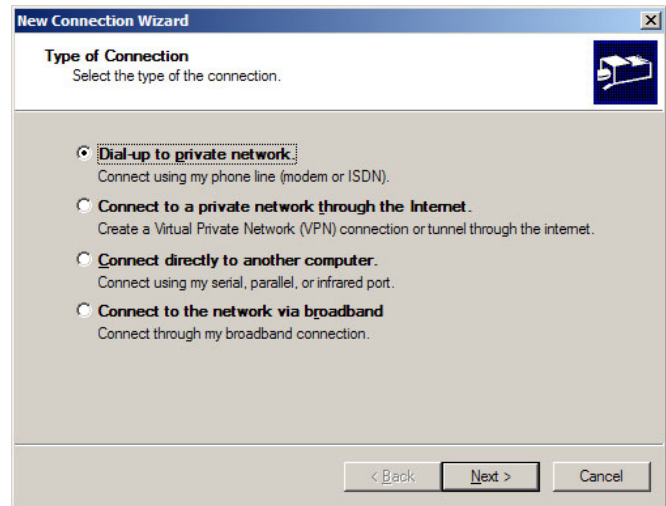 New Connection Wizard
Type of Connection
Select the type of the connection.
Dial-up to private network.
Connect using my phone line (modem or ISDN).
Connect to a private network through the Internet.
Create a Virtual Private Network (VPN) connection or tunnel through the internet.
Connect directly to another computer.
Connect using my serial, parallel, or infrared port.
Connect to the network via broadband
Connect through my broadband connection.
< Back Next > Cancel